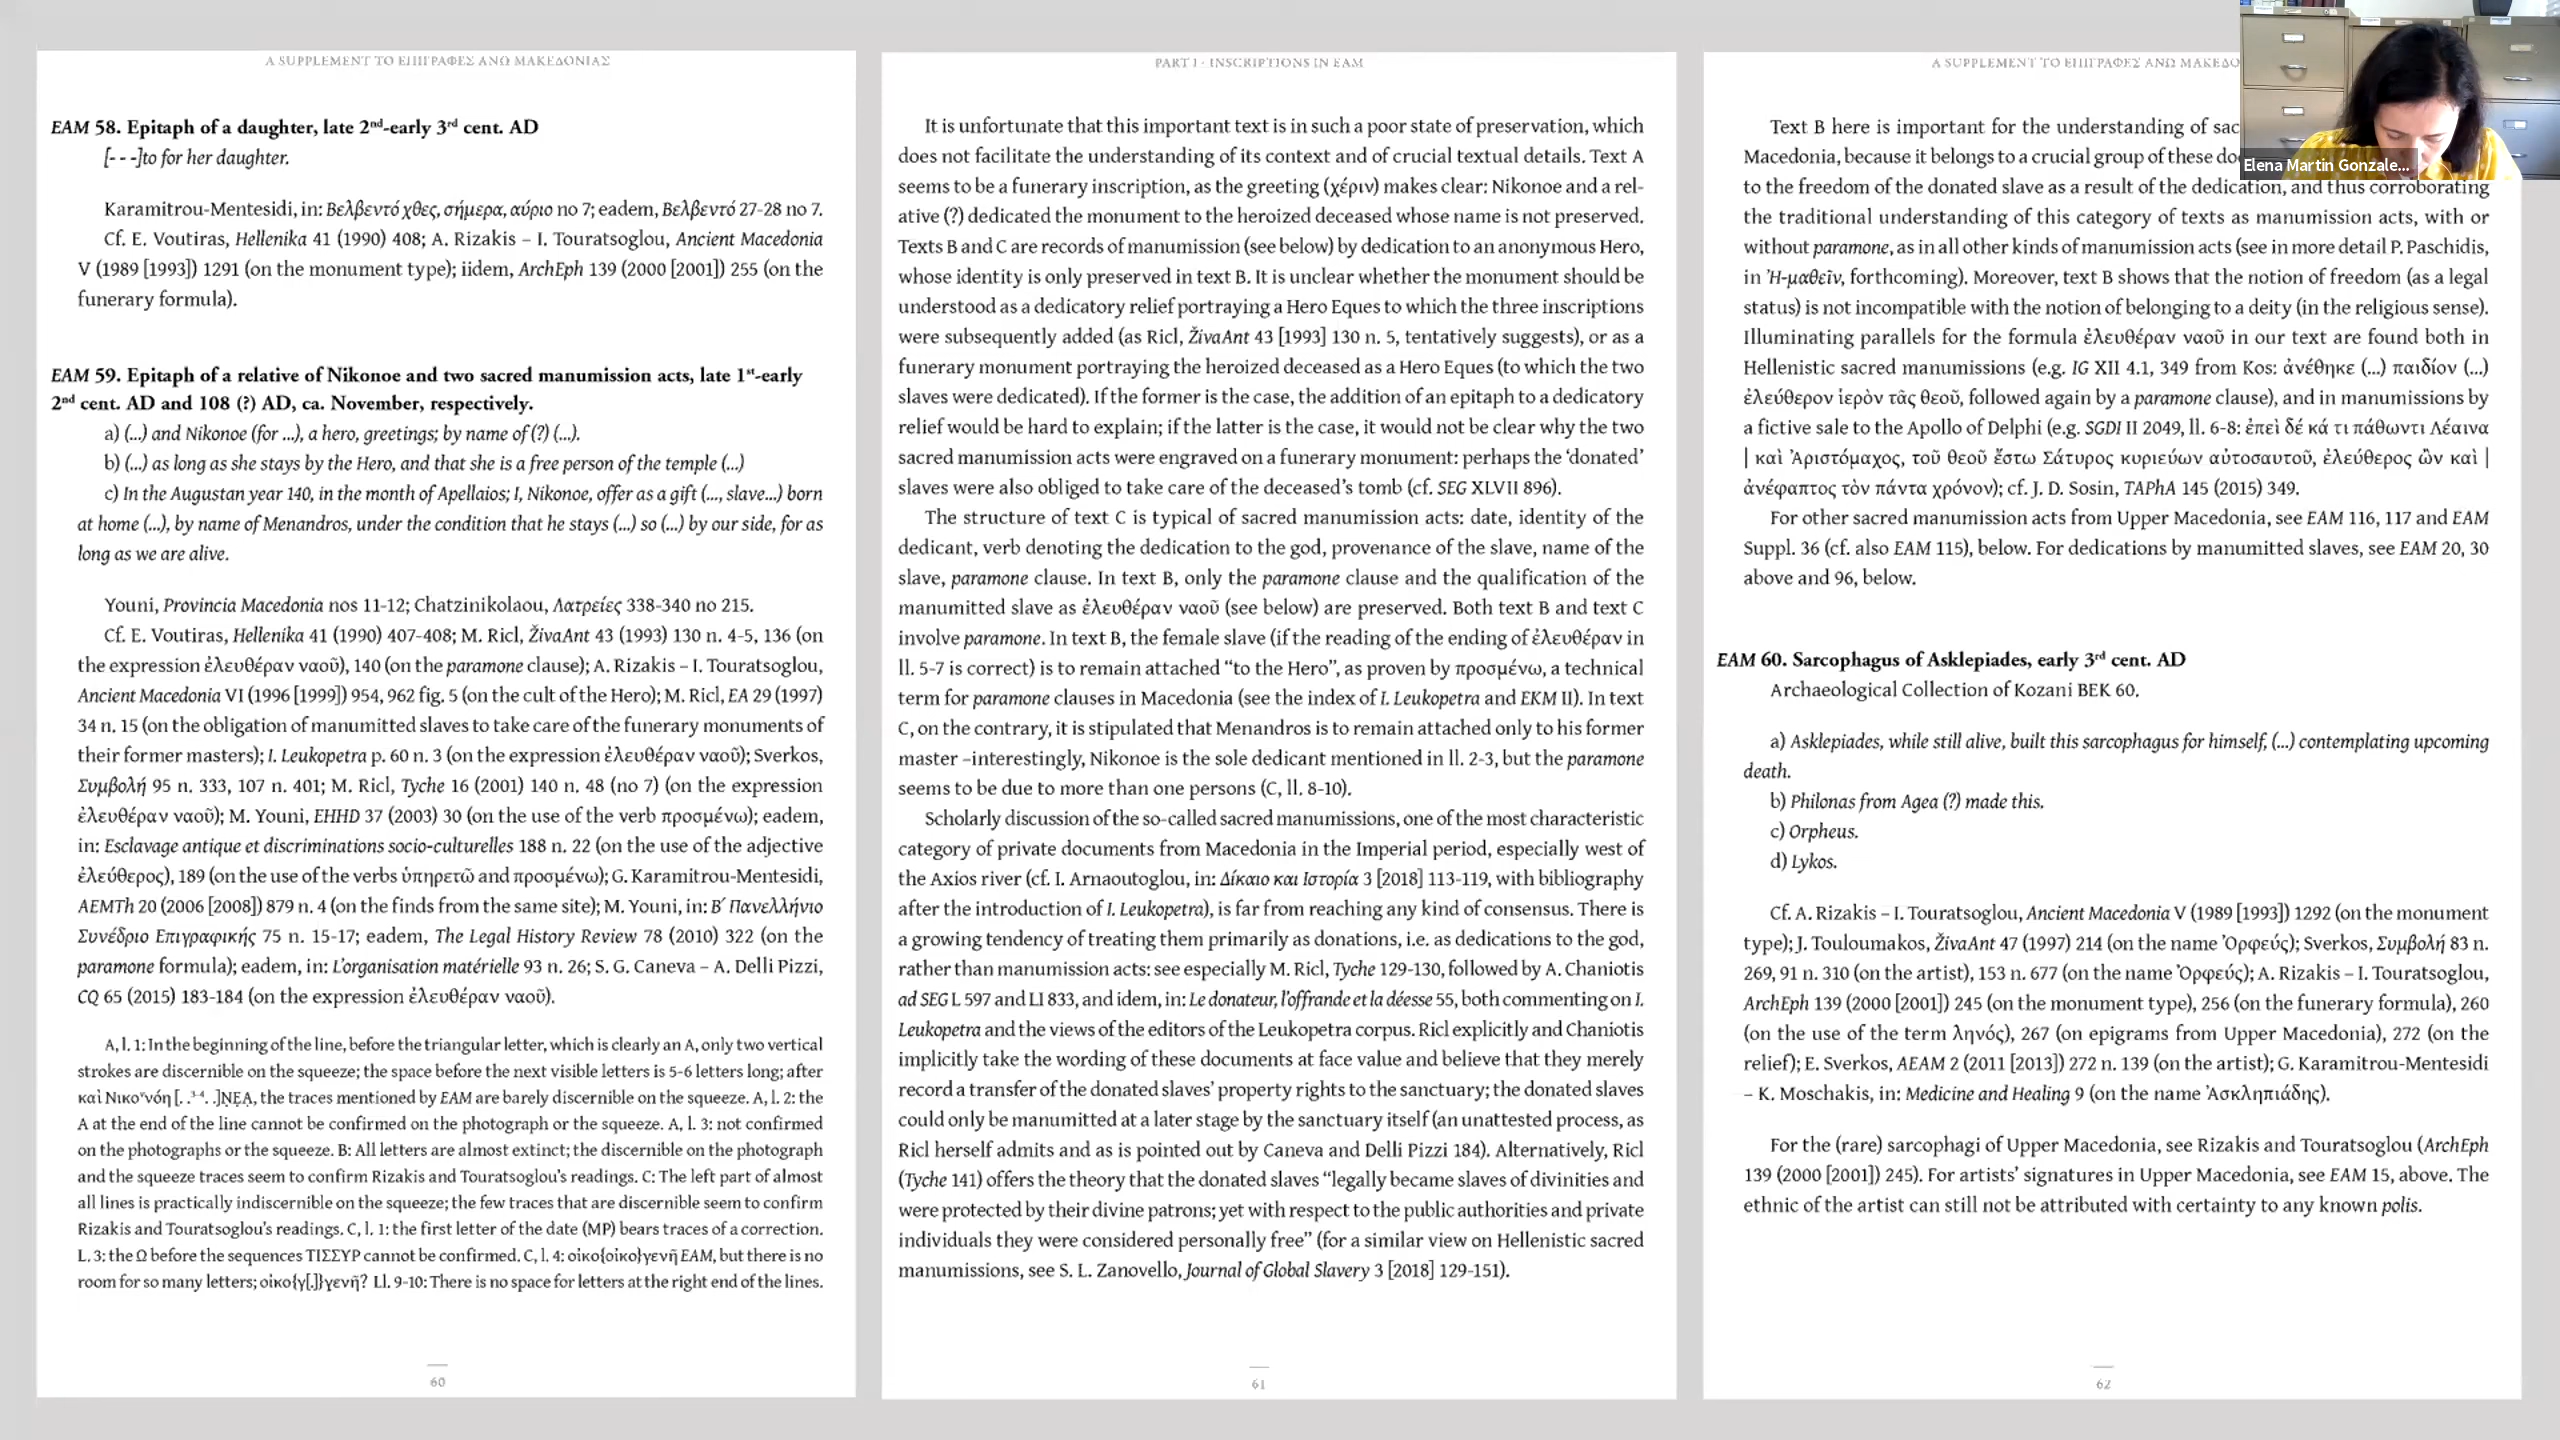 A SUPPLEMENT TO ΕΠΙΓΡΑΦΕΣ ΑΝΩ ΜΑΚΕΔΟΝΙΑΣ
EAM 58. Epitaph of a daughter, late 2nd-early 3rd cent. AD
[- - -]to for her daughter.
Karamitrou-Mentesidi, in: Βελβεντό χθες, σήμερα, αύριο no 7; eadem, Βελβεντό 27-28 no 7.
Cf. E. Voutiras, Hellenika 41 (1990) 408; A. Rizakis – I. Touratsoglou, Ancient Macedonia
V (1989 [1993]) 1291 (on the monument type); iidem, ArchEph 139 (2000 [2001]) 255 (on the
funerary formula).
EAM 59. Epitaph of a relative of Nikonoe and two sacred manumission acts, late 1st-early
2nd cent. AD and 108 (?) AD, ca. November, respectively.
a) (...) and Nikonoe (for ...), a hero, greetings; by name of (?) (...).
b) (...) as long as she stays by the Hero, and that she is a free person of the temple (...)
c) In the Augustan year 140, in the month of Apellaios; I, Nikonoe, offer as a gift (..., slave...) born
at home (...), by name of Menandros, under the condition that he stays (...) so (...) by our side, for as
long as we are alive.
Youni, Provincia Macedonia nos 11-12; Chatzinikolaou, Λατρείες 338-340 no 215.
Cf. E. Voutiras, Hellenika 41 (1990) 407-408; M. Ricl, ŽivaAnt 43 (1993) 130 n. 4-5, 136 (on
the expression ἐλευθέραν ναοῦ), 140 (on the paramone clause); A. Rizakis – I. Touratsoglou,
Ancient Macedonia VI (1996 [1999]) 954, 962 fig. 5 (on the cult of the Hero); M. Ricl, EA 29 (1997)
34 n. 15 (on the obligation of manumitted slaves to take care of the funerary monuments of
their former masters); I. Leukopetra p. 60 n. 3 (on the expression ἐλευθέραν ναοῦ); Sverkos,
Συμβολή 95 n. 333, 107 n. 401; M. Ricl, Tyche 16 (2001) 140 n. 48 (no 7) (on the expression
ἐλευθέραν ναοῦ); M. Youni, EHHD 37 (2003) 30 (on the use of the verb προσμένω); eadem,
in: Esclavage antique et discriminations socio-culturelles 188 n. 22 (on the use of the adjective
ἐλεύθερος), 189 (on the use of the verbs ὑπηρετῶ and προσμένω); G. Karamitrou-Mentesidi,
AEMTh 20 (2006 [2008]) 879 n. 4 (on the finds from the same site); M. Youni, in: Β΄ Πανελλήνιο
Συνέδριο Επιγραφικής 75 n. 15-17; eadem, The Legal History Review 78 (2010) 322 (on the
paramone formula); eadem, in: L'organisation matérielle 93 n. 26; S. G. Caneva – A. Delli Pizzi,
CQ 65 (2015) 183-184 (on the expression ἐλευθέραν ναοῦ).
A, l. 1: In the beginning of the line, before the triangular letter, which is clearly an A, only two vertical
strokes are discernible on the squeeze; the space before the next visible letters is 5-6 letters long; after
καὶ Νικοᵛνόη [. .³⁻⁴. .]ΝΕΑ, the traces mentioned by EAM are barely discernible on the squeeze. A, l. 2: the
A at the end of the line cannot be confirmed on the photograph or the squeeze. A, l. 3: not confirmed
on the photographs or the squeeze. B: All letters are almost extinct; the discernible on the photograph
and the squeeze traces seem to confirm Rizakis and Touratsoglou's readings. C: The left part of almost
all lines is practically indiscernible on the squeeze; the few traces that are discernible seem to confirm
Rizakis and Touratsoglou's readings. C, l. 1: the first letter of the date (ΜΡ) bears traces of a correction.
L. 3: the Ω before the sequences ΤΙΣΣΥΡ cannot be confirmed. C, l. 4: οἰκο{οἰκο}γενῆ EAM, but there is no
room for so many letters; οἰκο{γ[.]}γενῆ? Ll. 9-10: There is no space for letters at the right end of the lines.
60
PART I · INSCRIPTIONS IN EAM
It is unfortunate that this important text is in such a poor state of preservation, which
does not facilitate the understanding of its context and of crucial textual details. Text A
seems to be a funerary inscription, as the greeting (χέριν) makes clear: Nikonoe and a rel-
ative (?) dedicated the monument to the heroized deceased whose name is not preserved.
Texts B and C are records of manumission (see below) by dedication to an anonymous Hero,
whose identity is only preserved in text B. It is unclear whether the monument should be
understood as a dedicatory relief portraying a Hero Eques to which the three inscriptions
were subsequently added (as Ricl, ŽivaAnt 43 [1993] 130 n. 5, tentatively suggests), or as a
funerary monument portraying the heroized deceased as a Hero Eques (to which the two
slaves were dedicated). If the former is the case, the addition of an epitaph to a dedicatory
relief would be hard to explain; if the latter is the case, it would not be clear why the two
sacred manumission acts were engraved on a funerary monument: perhaps the 'donated'
slaves were also obliged to take care of the deceased's tomb (cf. SEG XLVII 896).
The structure of text C is typical of sacred manumission acts: date, identity of the
dedicant, verb denoting the dedication to the god, provenance of the slave, name of the
slave, paramone clause. In text B, only the paramone clause and the qualification of the
manumitted slave as ἐλευθέραν ναοῦ (see below) are preserved. Both text B and text C
involve paramone. In text B, the female slave (if the reading of the ending of ἐλευθέραν in
ll. 5-7 is correct) is to remain attached "to the Hero", as proven by προσμένω, a technical
term for paramone clauses in Macedonia (see the index of I. Leukopetra and EKM II). In text
C, on the contrary, it is stipulated that Menandros is to remain attached only to his former
master –interestingly, Nikonoe is the sole dedicant mentioned in ll. 2-3, but the paramone
seems to be due to more than one persons (C, ll. 8-10).
Scholarly discussion of the so-called sacred manumissions, one of the most characteristic
category of private documents from Macedonia in the Imperial period, especially west of
the Axios river (cf. I. Arnaoutoglou, in: Δίκαιο και Ιστορία 3 [2018] 113-119, with bibliography
after the introduction of I. Leukopetra), is far from reaching any kind of consensus. There is
a growing tendency of treating them primarily as donations, i.e. as dedications to the god,
rather than manumission acts: see especially M. Ricl, Tyche 129-130, followed by A. Chaniotis
ad SEG L 597 and LI 833, and idem, in: Le donateur, l'offrande et la déesse 55, both commenting on I.
Leukopetra and the views of the editors of the Leukopetra corpus. Ricl explicitly and Chaniotis
implicitly take the wording of these documents at face value and believe that they merely
record a transfer of the donated slaves' property rights to the sanctuary; the donated slaves
could only be manumitted at a later stage by the sanctuary itself (an unattested process, as
Ricl herself admits and as is pointed out by Caneva and Delli Pizzi 184). Alternatively, Ricl
(Tyche 141) offers the theory that the donated slaves "legally became slaves of divinities and
were protected by their divine patrons; yet with respect to the public authorities and private
individuals they were considered personally free" (for a similar view on Hellenistic sacred
manumissions, see S. L. Zanovello, Journal of Global Slavery 3 [2018] 129-151).
61
A SUPPLEMENT TO ΕΠΙΓΡΑΦΕΣ ΑΝΩ ΜΑΚΕΔΟ
Text B here is important for the understanding of sac
Macedonia, because it belongs to a crucial group of these do
to the freedom of the donated slave as a result of the dedication, and thus corroborating
the traditional understanding of this category of texts as manumission acts, with or
without paramone, as in all other kinds of manumission acts (see in more detail P. Paschidis,
in Ἠ-μαθεῖν, forthcoming). Moreover, text B shows that the notion of freedom (as a legal
status) is not incompatible with the notion of belonging to a deity (in the religious sense).
Illuminating parallels for the formula ἐλευθέραν ναοῦ in our text are found both in
Hellenistic sacred manumissions (e.g. IG XII 4.1, 349 from Kos: ἀνέθηκε (...) παιδίον (...)
ἐλεύθερον ἱερὸν τᾶς θεοῦ, followed again by a paramone clause), and in manumissions by
a fictive sale to the Apollo of Delphi (e.g. SGDI II 2049, ll. 6-8: ἐπεὶ δέ κά τι πάθωντι Λέαινα
| καὶ Ἀριστόμαχος, τοῦ θεοῦ ἔστω Σάτυρος κυριεύων αὐτοσαυτοῦ, ἐλεύθερος ὢν καὶ |
ἀνέφαπτος τὸν πάντα χρόνον); cf. J. D. Sosin, TAPhA 145 (2015) 349.
For other sacred manumission acts from Upper Macedonia, see EAM 116, 117 and EAM
Suppl. 36 (cf. also EAM 115), below. For dedications by manumitted slaves, see EAM 20, 30
above and 96, below.
EAM 60. Sarcophagus of Asklepiades, early 3rd cent. AD
Archaeological Collection of Kozani BEK 60.
a) Asklepiades, while still alive, built this sarcophagus for himself, (...) contemplating upcoming
death.
b) Philonas from Agea (?) made this.
c) Orpheus.
d) Lykos.
Cf. A. Rizakis – I. Touratsoglou, Ancient Macedonia V (1989 [1993]) 1292 (on the monument
type); J. Touloumakos, ŽivaAnt 47 (1997) 214 (on the name Ὀρφεύς); Sverkos, Συμβολή 83 n.
269, 91 n. 310 (on the artist), 153 n. 677 (on the name Ὀρφεύς); A. Rizakis – I. Touratsoglou,
ArchEph 139 (2000 [2001]) 245 (on the monument type), 256 (on the funerary formula), 260
(on the use of the term ληνός), 267 (on epigrams from Upper Macedonia), 272 (on the
relief); E. Sverkos, AEAM 2 (2011 [2013]) 272 n. 139 (on the artist); G. Karamitrou-Mentesidi
– K. Moschakis, in: Medicine and Healing 9 (on the name Ἀσκληπιάδης).
For the (rare) sarcophagi of Upper Macedonia, see Rizakis and Touratsoglou (ArchEph
139 (2000 [2001]) 245). For artists' signatures in Upper Macedonia, see EAM 15, above. The
ethnic of the artist can still not be attributed with certainty to any known polis.
62
Elena Martin Gonzale...